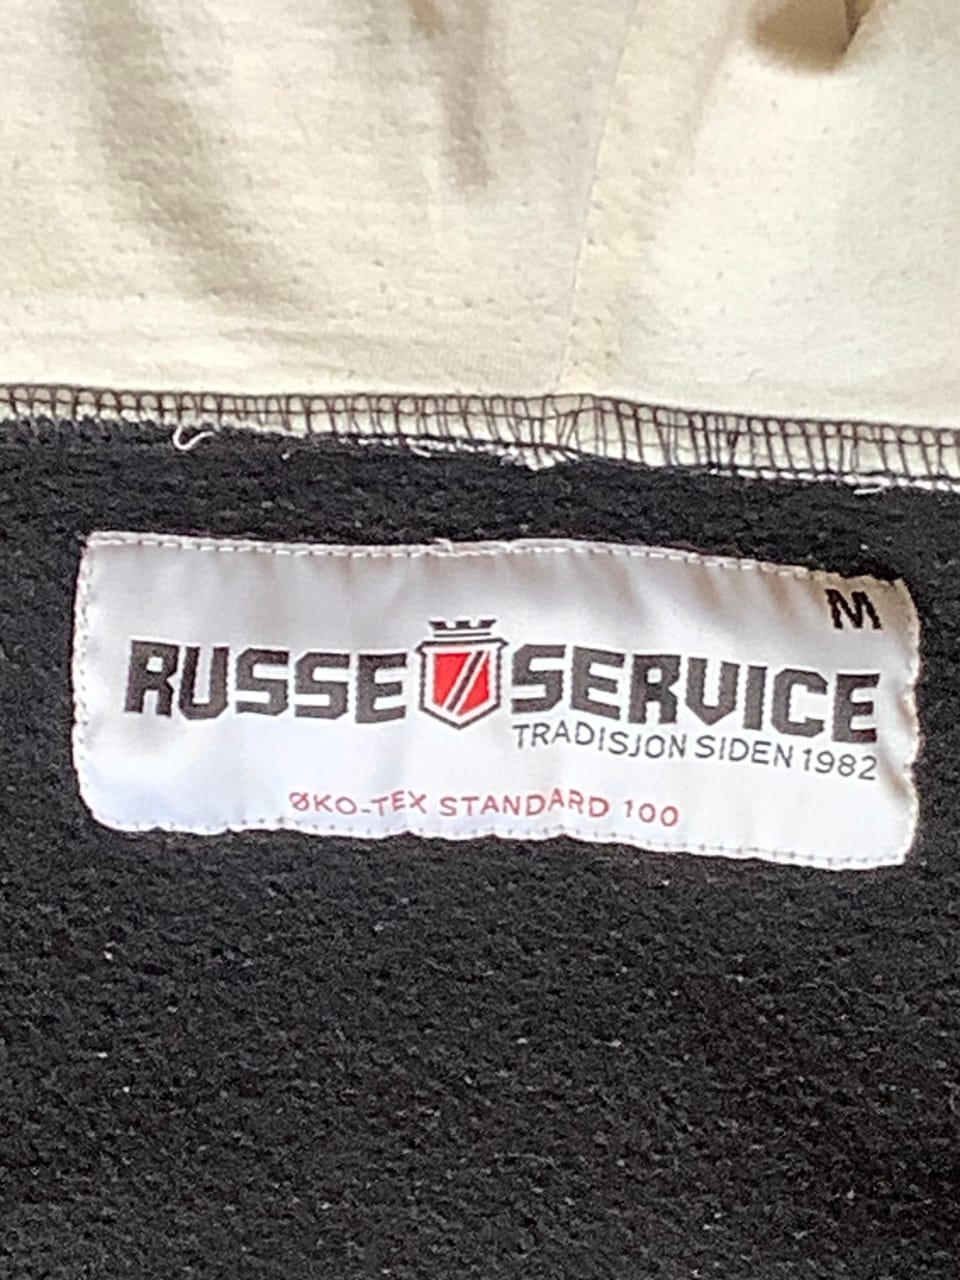 M
RUSSE SERVICE
TRADISJON SIDEN 1982
ØKO-TEX STANDARD 100